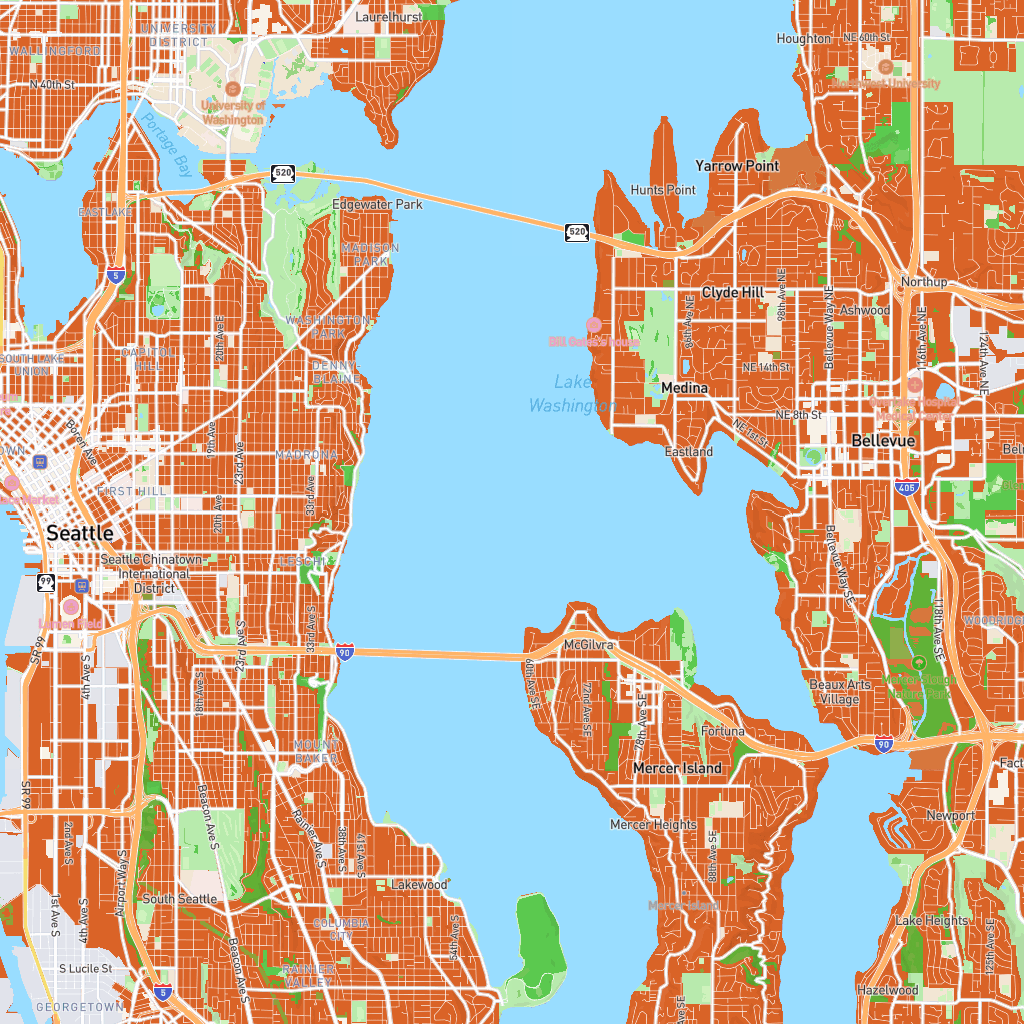 Laurelhurst
UNIVERSITY
DISTRICT
WALLINGFORD
Houghton
NE 60th St
N 40th St
University of
Washington
Northwest University
Portage Bay
520
Yarrow Point
Hunts Point
Edgewater Park
EASTLAKE
520
MADISON
PARK
5
Clyde Hill
98th Ave NE
Bellevue Way NE
Northup
Ashwood
86th Ave NE
116th Ave NE
124th Ave NE
WASHINGTON
PARK
20th Ave E
Bill Gates's house
SOUTH LAKE
UNION
CAPITOL
HILL
DENNY-
BLAINE
NE 14th St
Lake
Washington
Medina
NE 8th St
NE 1st St
Bellevue
Boren Ave
19th Ave
23rd Ave
MADRONA
Eastland
FIRST HILL
20th Ave
33rd Ave
405
Seattle
Seattle Chinatown-
International
District
LESCHI
Bellevue Way SE
99
Lumen Field
SR 99
4th Ave S
23rd Ave S
33rd Ave S
90
McGilvra
118th Ave SE
60th Ave SE
72nd Ave SE
78th Ave SE
18th Ave S
Beaux Arts
Village
Mercer Slough
Nature Park
Fortuna
90
MOUNT
BAKER
Mercer Island
SR 99
2nd Ave S
Beacon Ave S
Rainier Ave S
38th Ave S
41st Ave S
Newport
Mercer Heights
88th Ave SE
Airport Way S
Lakewood
South Seattle
Mercer Island
1st Ave S
4th Ave S
COLUMBIA
CITY
54th Ave S
Lake Heights
125th Ave SE
S Lucile St
Beacon Ave S
RAINIER
VALLEY
5
Hazelwood
GEORGETOWN